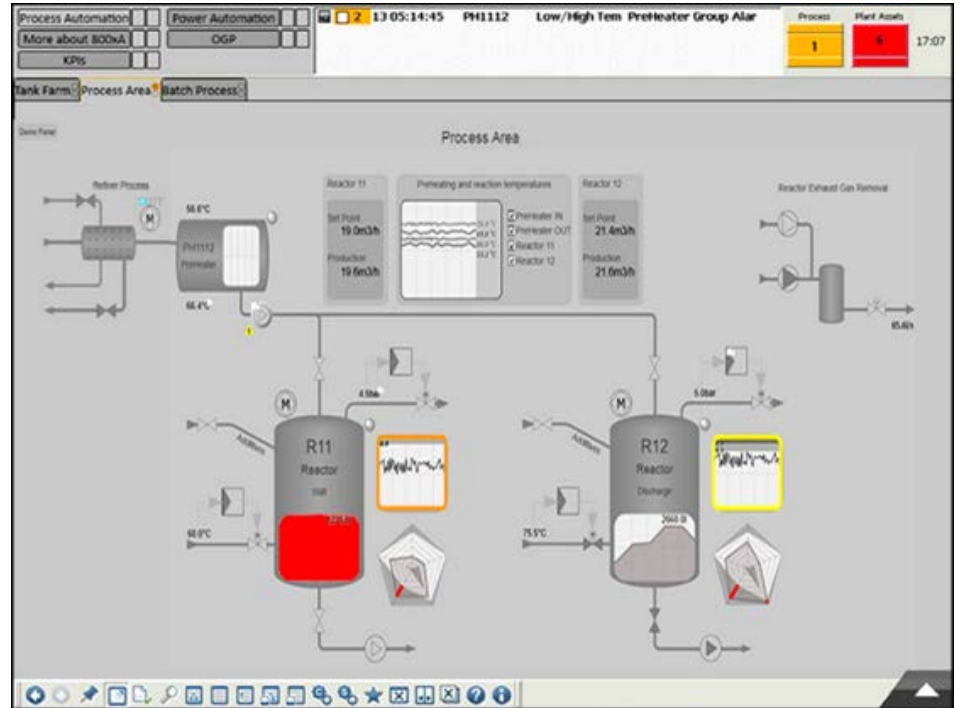 Process Automation
Power Automation
2 13 05:14:45 PH1112 Low/High Tem PreHeater Group Alar
Process
Plant Assets
More about 800xA
OGP
1
6
17:07
KPIs
Tank Farm
Process Area
Batch Process
Process Area
Refiner Process
M
56.6°C
PH1112
Preheater
66.4°C
1
Reactor 11
Set Point
19.0m3/h
Production
19.6m3/h
Preheating and reaction temperatures
PreHeater IN
PreHeater OUT
Reactor 11
Reactor 12
Reactor 12
Set Point
21.4m3/h
Production
21.6m3/h
Reactor Exhaust Gas Removal
M
4.9bar
Additives
R11
Reactor
Wait
60.0°C
M
5.0bar
Additives
R12
Reactor
Discharge
75.5°C